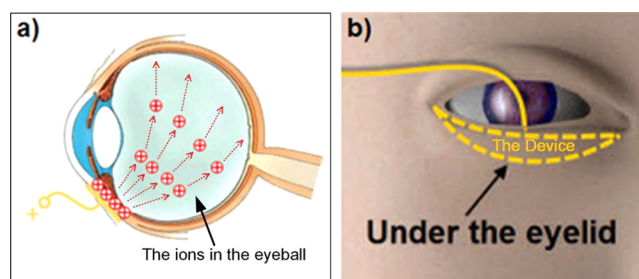 a)
+
The ions in the eyeball
b)
The Device
Under the eyelid